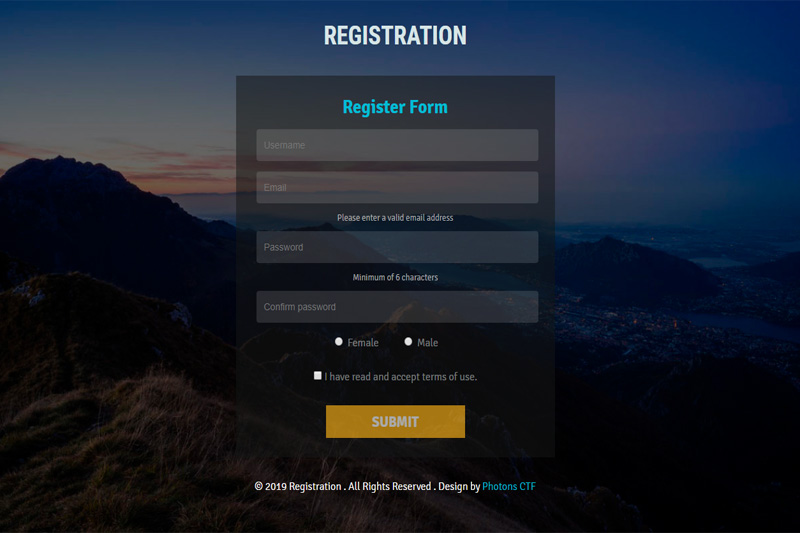 REGISTRATION
Register Form
Username
Email
Please enter a valid email address
Password
Minimum of 6 characters
Confirm password
Female Male
I have read and accept terms of use.
SUBMIT
© 2019 Registration . All Rights Reserved . Design by Photons CTF